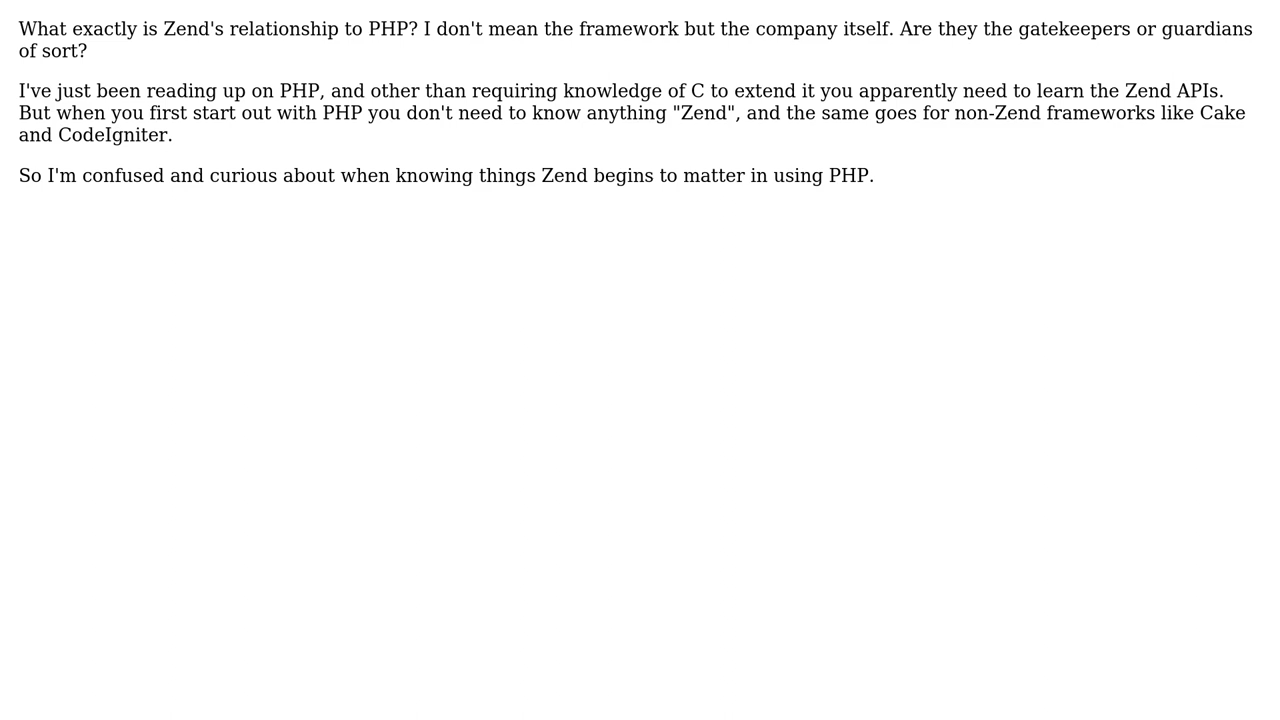 What exactly is Zend's relationship to PHP? I don't mean the framework but the company itself. Are they the gatekeepers or guardians
of sort?
I've just been reading up on PHP, and other than requiring knowledge of C to extend it you apparently need to learn the Zend APIs.
But when you first start out with PHP you don't need to know anything "Zend", and the same goes for non-Zend frameworks like Cake
and CodeIgniter.
So I'm confused and curious about when knowing things Zend begins to matter in using PHP.